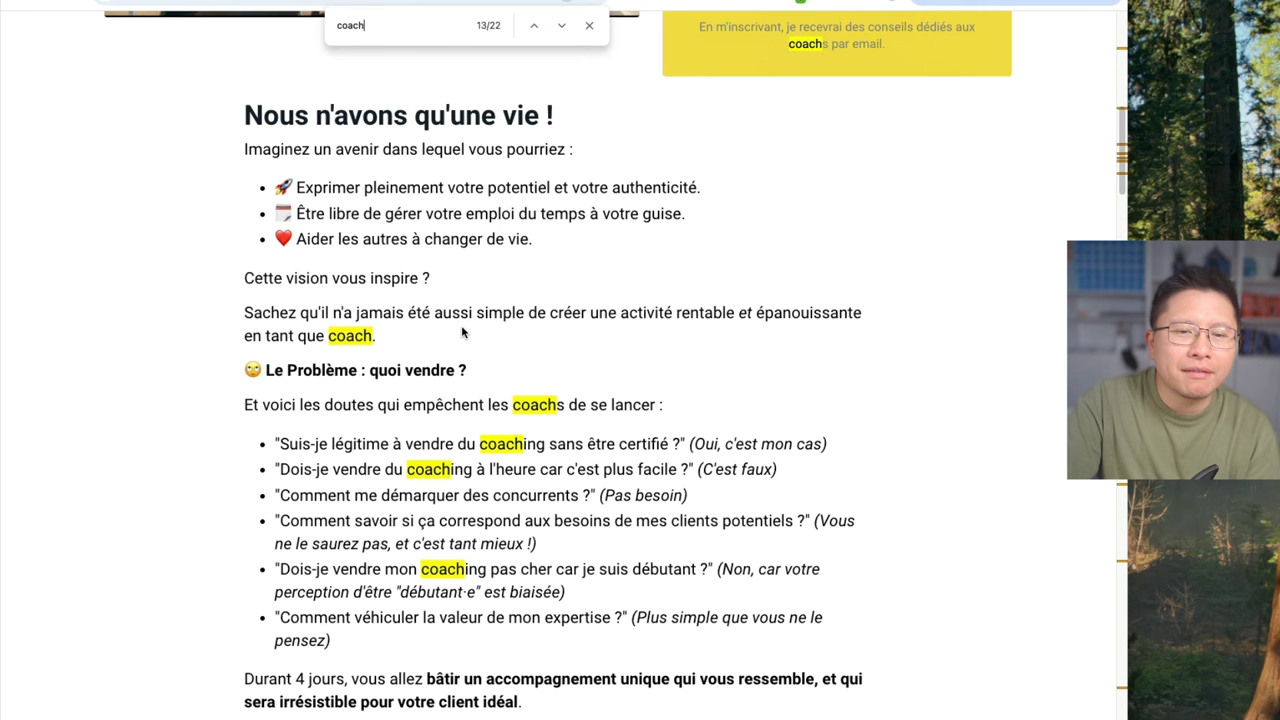 coach 13/22
En m'inscrivant, je recevrai des conseils dédiés aux
coachs par email.
Nous n'avons qu'une vie !
Imaginez un avenir dans lequel vous pourriez :
• 🚀 Exprimer pleinement votre potentiel et votre authenticité.
• 🗓️ Être libre de gérer votre emploi du temps à votre guise.
• ❤️ Aider les autres à changer de vie.
Cette vision vous inspire ?
Sachez qu'il n'a jamais été aussi simple de créer une activité rentable et épanouissante
en tant que coach.
🙄 Le Problème : quoi vendre ?
Et voici les doutes qui empêchent les coachs de se lancer :
• "Suis-je légitime à vendre du coaching sans être certifié ?" (Oui, c'est mon cas)
• "Dois-je vendre du coaching à l'heure car c'est plus facile ?" (C'est faux)
• "Comment me démarquer des concurrents ?" (Pas besoin)
• "Comment savoir si ça correspond aux besoins de mes clients potentiels ?" (Vous
ne le saurez pas, et c'est tant mieux !)
• "Dois-je vendre mon coaching pas cher car je suis débutant ?" (Non, car votre
perception d'être "débutant·e" est biaisée)
• "Comment véhiculer la valeur de mon expertise ?" (Plus simple que vous ne le
pensez)
Durant 4 jours, vous allez bâtir un accompagnement unique qui vous ressemble, et qui
sera irrésistible pour votre client idéal.